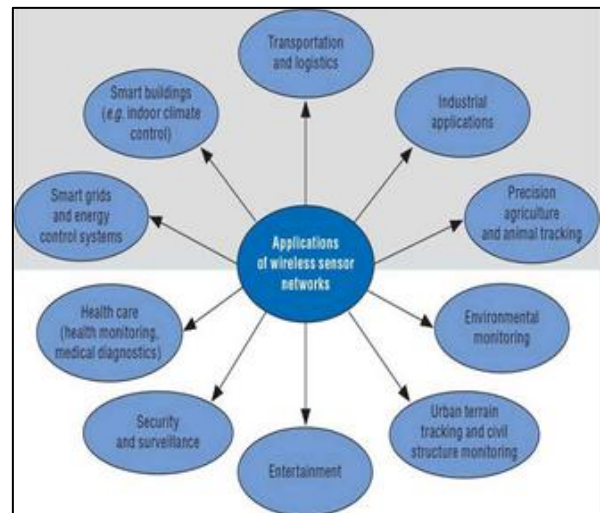 Transportation
and logistics
Smart buildings
(e.g. indoor climate
control)
Industrial
applications
Smart grids
and energy
control systems
Precision
agriculture
and animal tracking
Applications
of wireless sensor
networks
Health care
(health monitoring,
medical diagnostics)
Environmental
monitoring
Security
and surveillance
Urban terrain
tracking and civil
structure monitoring
Entertainment